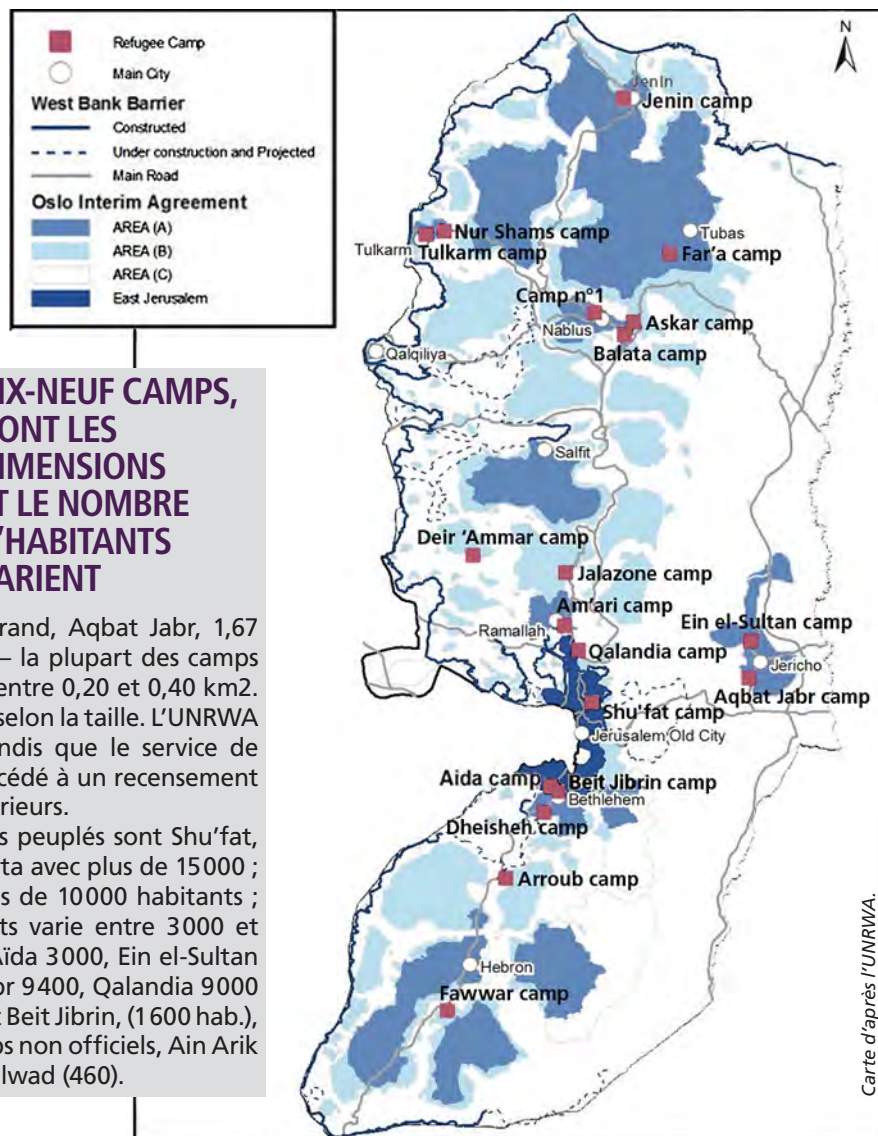 Refugee Camp
Main City
West Bank Barrier
Constructed
Under construction and Projected
Main Road
Oslo Interim Agreement
AREA (A)
AREA (B)
AREA (C)
East Jerusalem
N
Jenin
Jenin camp
Nur Shams camp
Tulkarm
Tulkarm camp
Tubas
Far'a camp
Camp n°1
Nablus
Askar camp
Balata camp
Qalqiliya
Salfit
Deir 'Ammar camp
Jalazone camp
Am'ari camp
Ramallah
Qalandia camp
Ein el-Sultan camp
Jericho
Aqbat Jabr camp
Shu'fat camp
Jerusalem Old City
Aida camp
Beit Jibrin camp
Bethlehem
Dheisheh camp
Arroub camp
Hebron
Fawwar camp
IX-NEUF CAMPS,
ONT LES
IMENSIONS
T LE NOMBRE
'HABITANTS
ARIENT
rand, Aqbat Jabr, 1,67
– la plupart des camps
entre 0,20 et 0,40 km2.
selon la taille. L'UNRWA
ndis que le service de
océdé à un recensement
érieurs.
s peuplés sont Shu'fat,
ta avec plus de 15000 ;
s de 10000 habitants ;
ts varie entre 3000 et
Aïda 3000, Ein el-Sultan
or 9400, Qalandia 9000
t Beit Jibrin, (1600 hab.),
os non officiels, Ain Arik
lwad (460).
Carte d'après l'UNRWA.